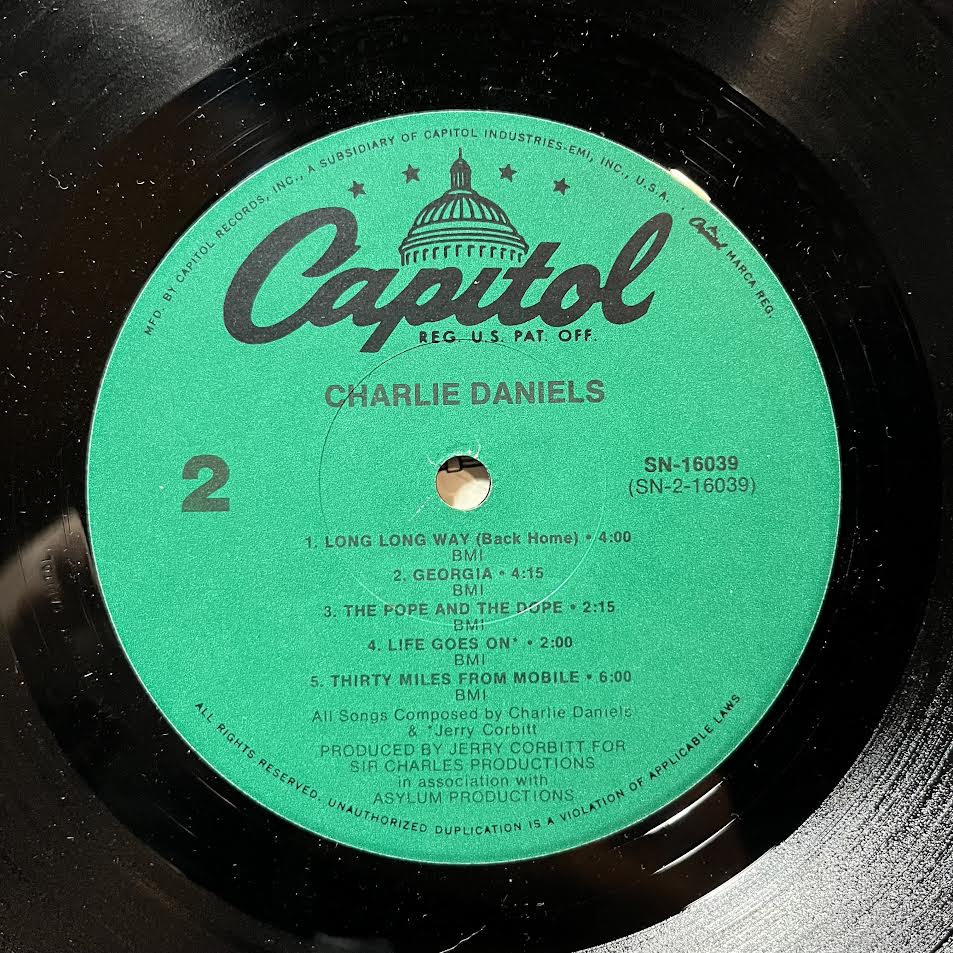 MFD. BY CAPITOL RECORDS, INC., A SUBSIDIARY OF CAPITOL INDUSTRIES-EMI, INC., U.S.A. . Capitol MARCA REG.
Capitol
REG. U.S. PAT. OFF.
CHARLIE DANIELS
2
SN-16039
(SN-2-16039)
1. LONG LONG WAY (Back Home) • 4:00
BMI
2. GEORGIA • 4:15
BMI
3. THE POPE AND THE DOPE • 2:15
BMI
4. LIFE GOES ON* • 2:00
BMI
5. THIRTY MILES FROM MOBILE • 6:00
BMI
All Songs Composed by Charlie Daniels
& *Jerry Corbitt
PRODUCED BY JERRY CORBITT FOR
SIR CHARLES PRODUCTIONS
in association with
ASYLUM PRODUCTIONS
ALL RIGHTS RESERVED. UNAUTHORIZED DUPLICATION IS A VIOLATION OF APPLICABLE LAWS